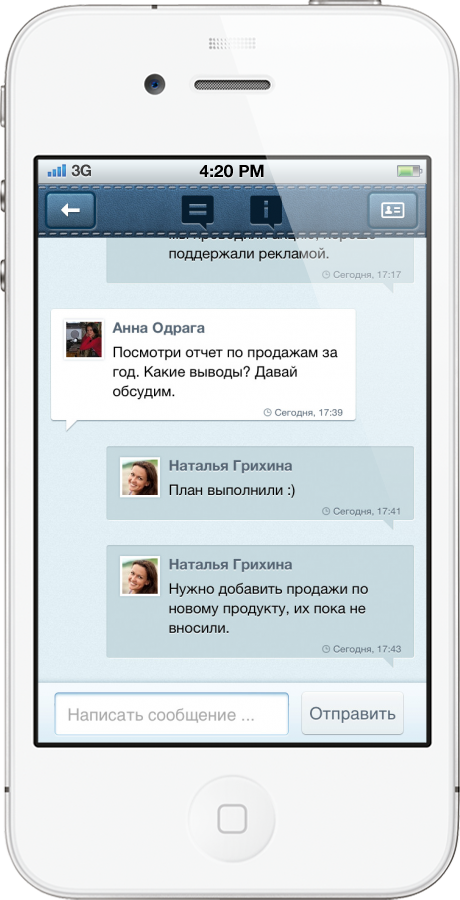 3G
4:20 PM
поддержали рекламой.
Сегодня, 17:17
Анна Одрага
Посмотри отчет по продажам за
год. Какие выводы? Давай
обсудим.
Сегодня, 17:39
Наталья Грихина
План выполнили :)
Сегодня, 17:41
Наталья Грихина
Нужно добавить продажи по
новому продукту, их пока не
вносили.
Сегодня, 17:43
Написать сообщение ...
Отправить